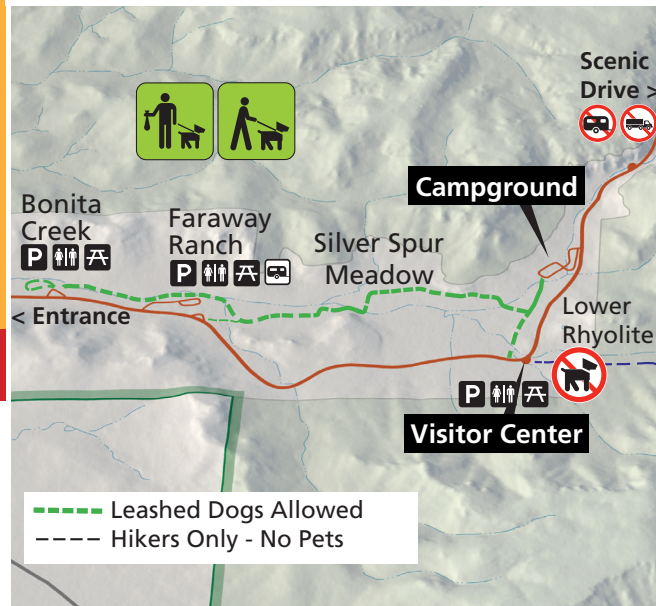 Scenic
Drive >
Campground
Bonita
Creek
P
Faraway
Ranch
P
Silver Spur
Meadow
< Entrance
Lower
Rhyolite
P
Visitor Center
Leashed Dogs Allowed
Hikers Only - No Pets